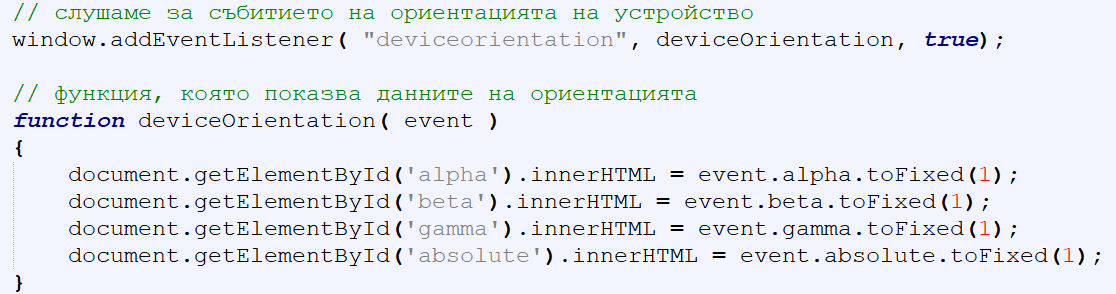 // слушаме за събитието на ориентацията на устройство
window.addEventListener( "deviceorientation", deviceOrientation, true);
// функция, която показва данните на ориентацията
function deviceOrientation( event )
{
document.getElementById('alpha').innerHTML = event.alpha.toFixed(1);
document.getElementById('beta').innerHTML = event.beta.toFixed(1);
document.getElementById('gamma').innerHTML = event.gamma.toFixed(1);
document.getElementById('absolute').innerHTML = event.absolute.toFixed(1);
}